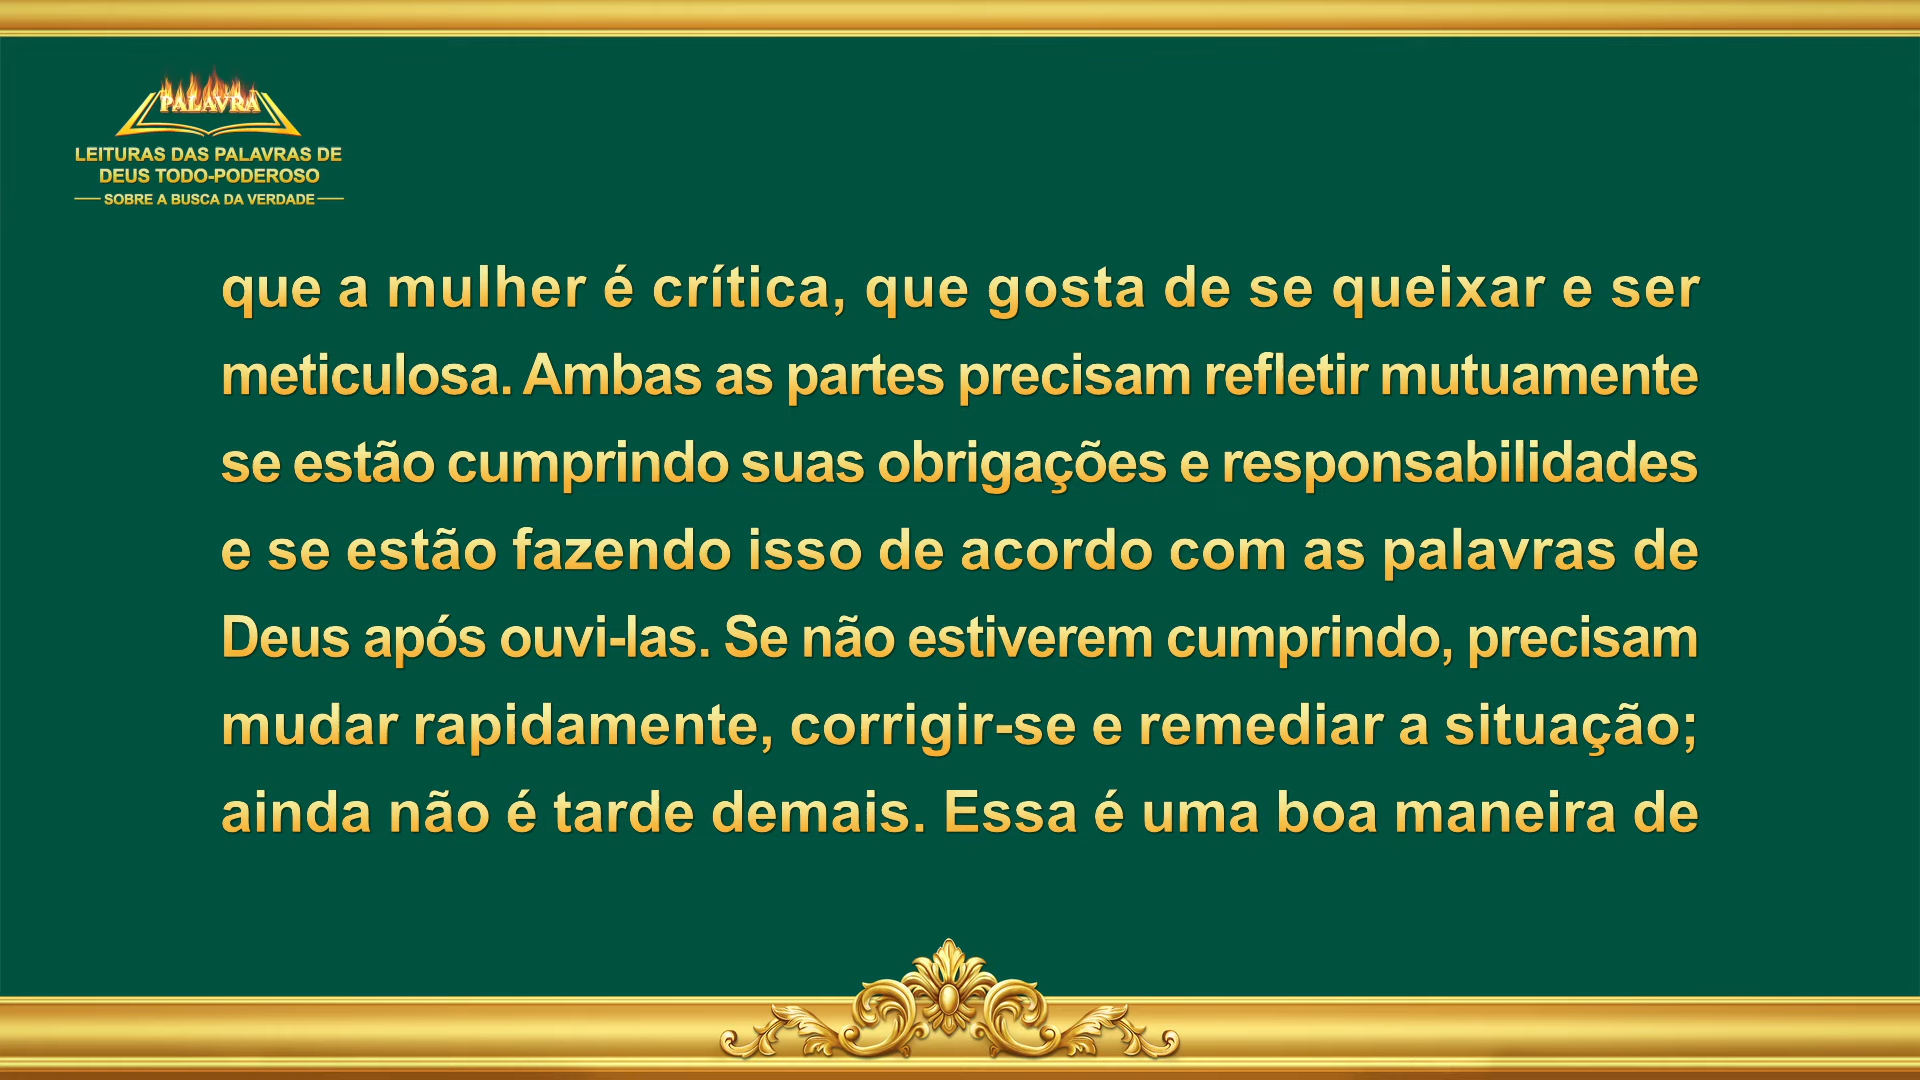 PALAVRA
LEITURAS DAS PALAVRAS DE
DEUS TODO-PODEROSO
SOBRE A BUSCA DA VERDADE
que a mulher é crítica, que gosta de se queixar e ser
meticulosa. Ambas as partes precisam refletir mutuamente
se estão cumprindo suas obrigações e responsabilidades
e se estão fazendo isso de acordo com as palavras de
Deus após ouvi-las. Se não estiverem cumprindo, precisam
mudar rapidamente, corrigir-se e remediar a situação;
ainda não é tarde demais. Essa é uma boa maneira de